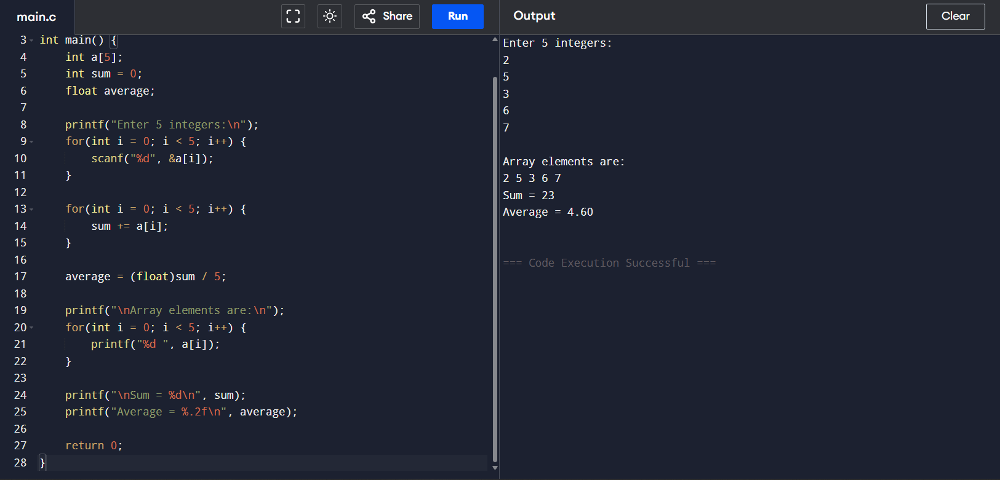 main.c
Share
Run
Output
Clear
3 int main() {
4     int a[5];
5     int sum = 0;
6     float average;
7
8     printf("Enter 5 integers:\n");
9     for(int i = 0; i < 5; i++) {
10         scanf("%d", &a[i]);
11     }
12
13     for(int i = 0; i < 5; i++) {
14         sum += a[i];
15     }
16
17     average = (float)sum / 5;
18
19     printf("\nArray elements are:\n");
20     for(int i = 0; i < 5; i++) {
21         printf("%d ", a[i]);
22     }
23
24     printf("\nSum = %d\n", sum);
25     printf("Average = %.2f\n", average);
26
27     return 0;
28 }
Enter 5 integers:
2
5
3
6
7
Array elements are:
2 5 3 6 7
Sum = 23
Average = 4.60
=== Code Execution Successful ===